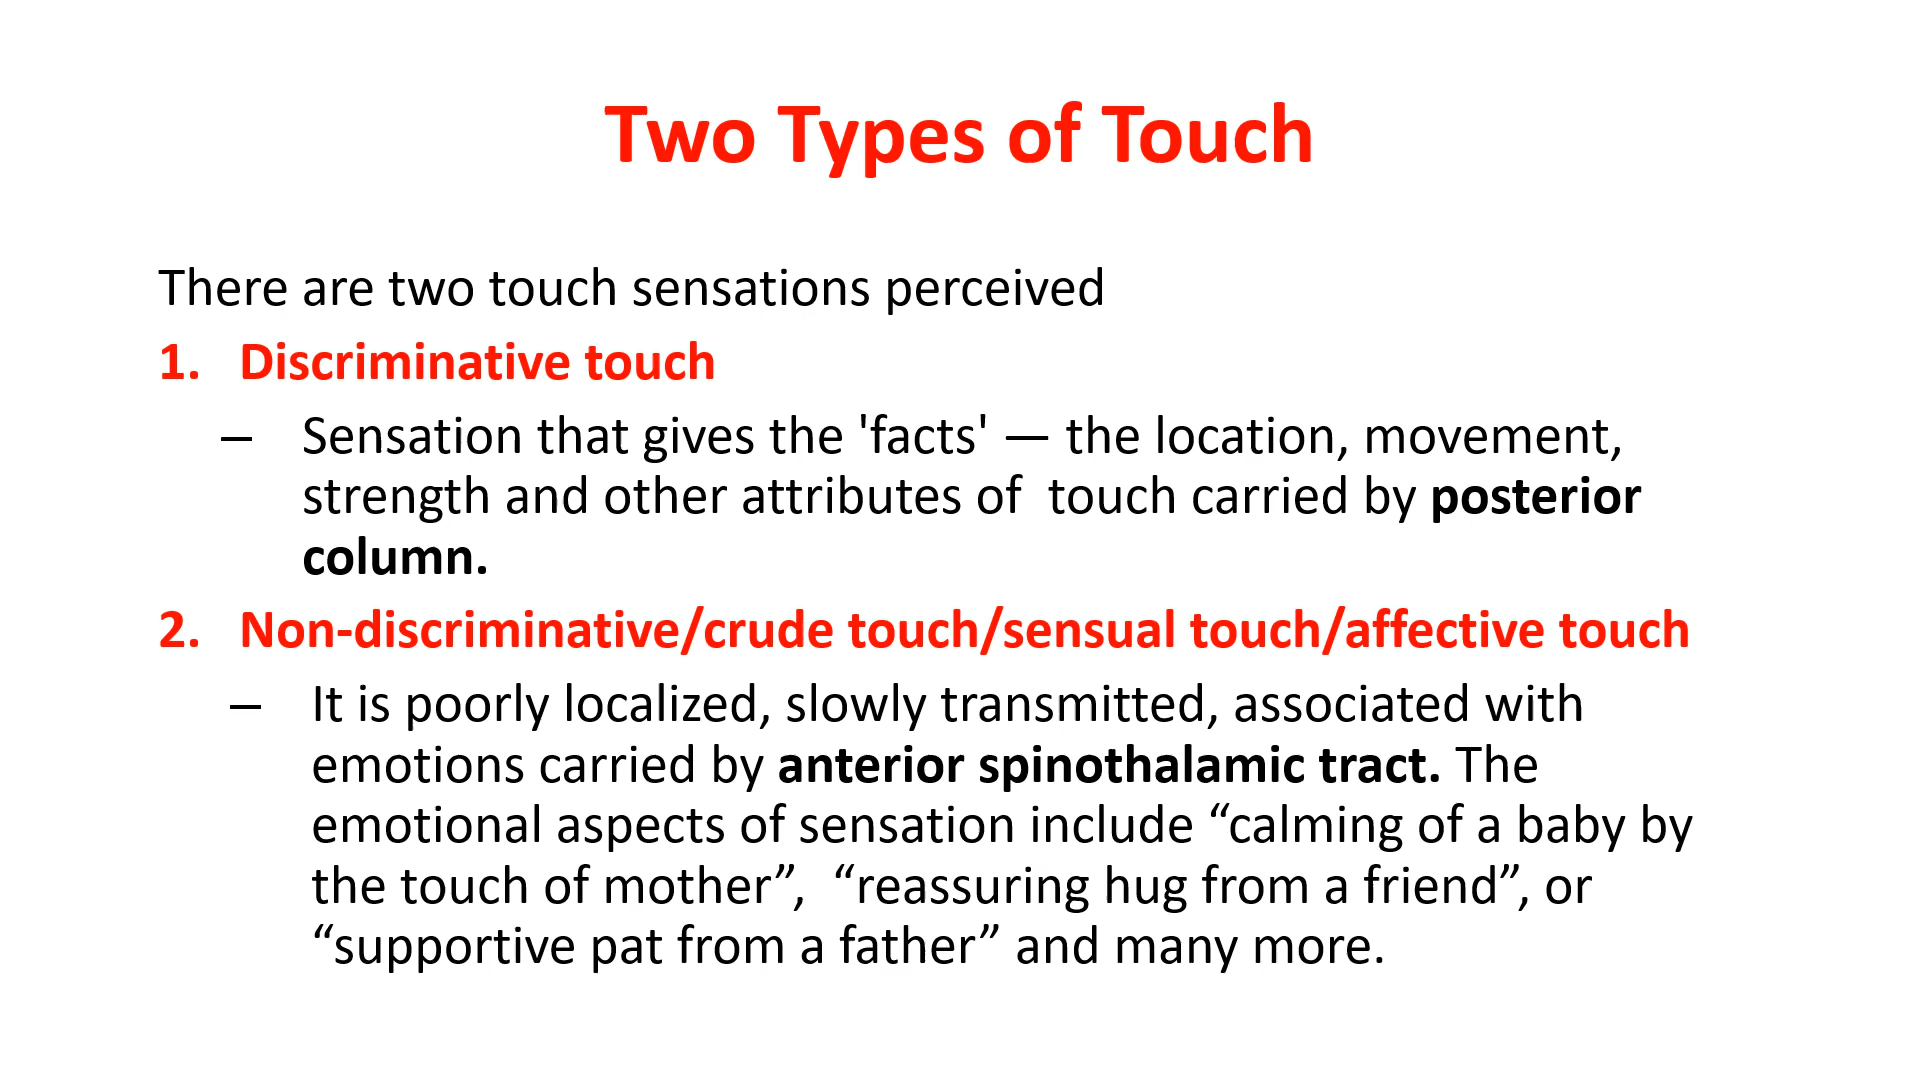 Two Types of Touch
There are two touch sensations perceived
1. Discriminative touch
– Sensation that gives the 'facts' — the location, movement,
strength and other attributes of  touch carried by posterior
column.
2. Non-discriminative/crude touch/sensual touch/affective touch
– It is poorly localized, slowly transmitted, associated with
emotions carried by anterior spinothalamic tract. The
emotional aspects of sensation include “calming of a baby by
the touch of mother”,  “reassuring hug from a friend”, or
“supportive pat from a father” and many more.